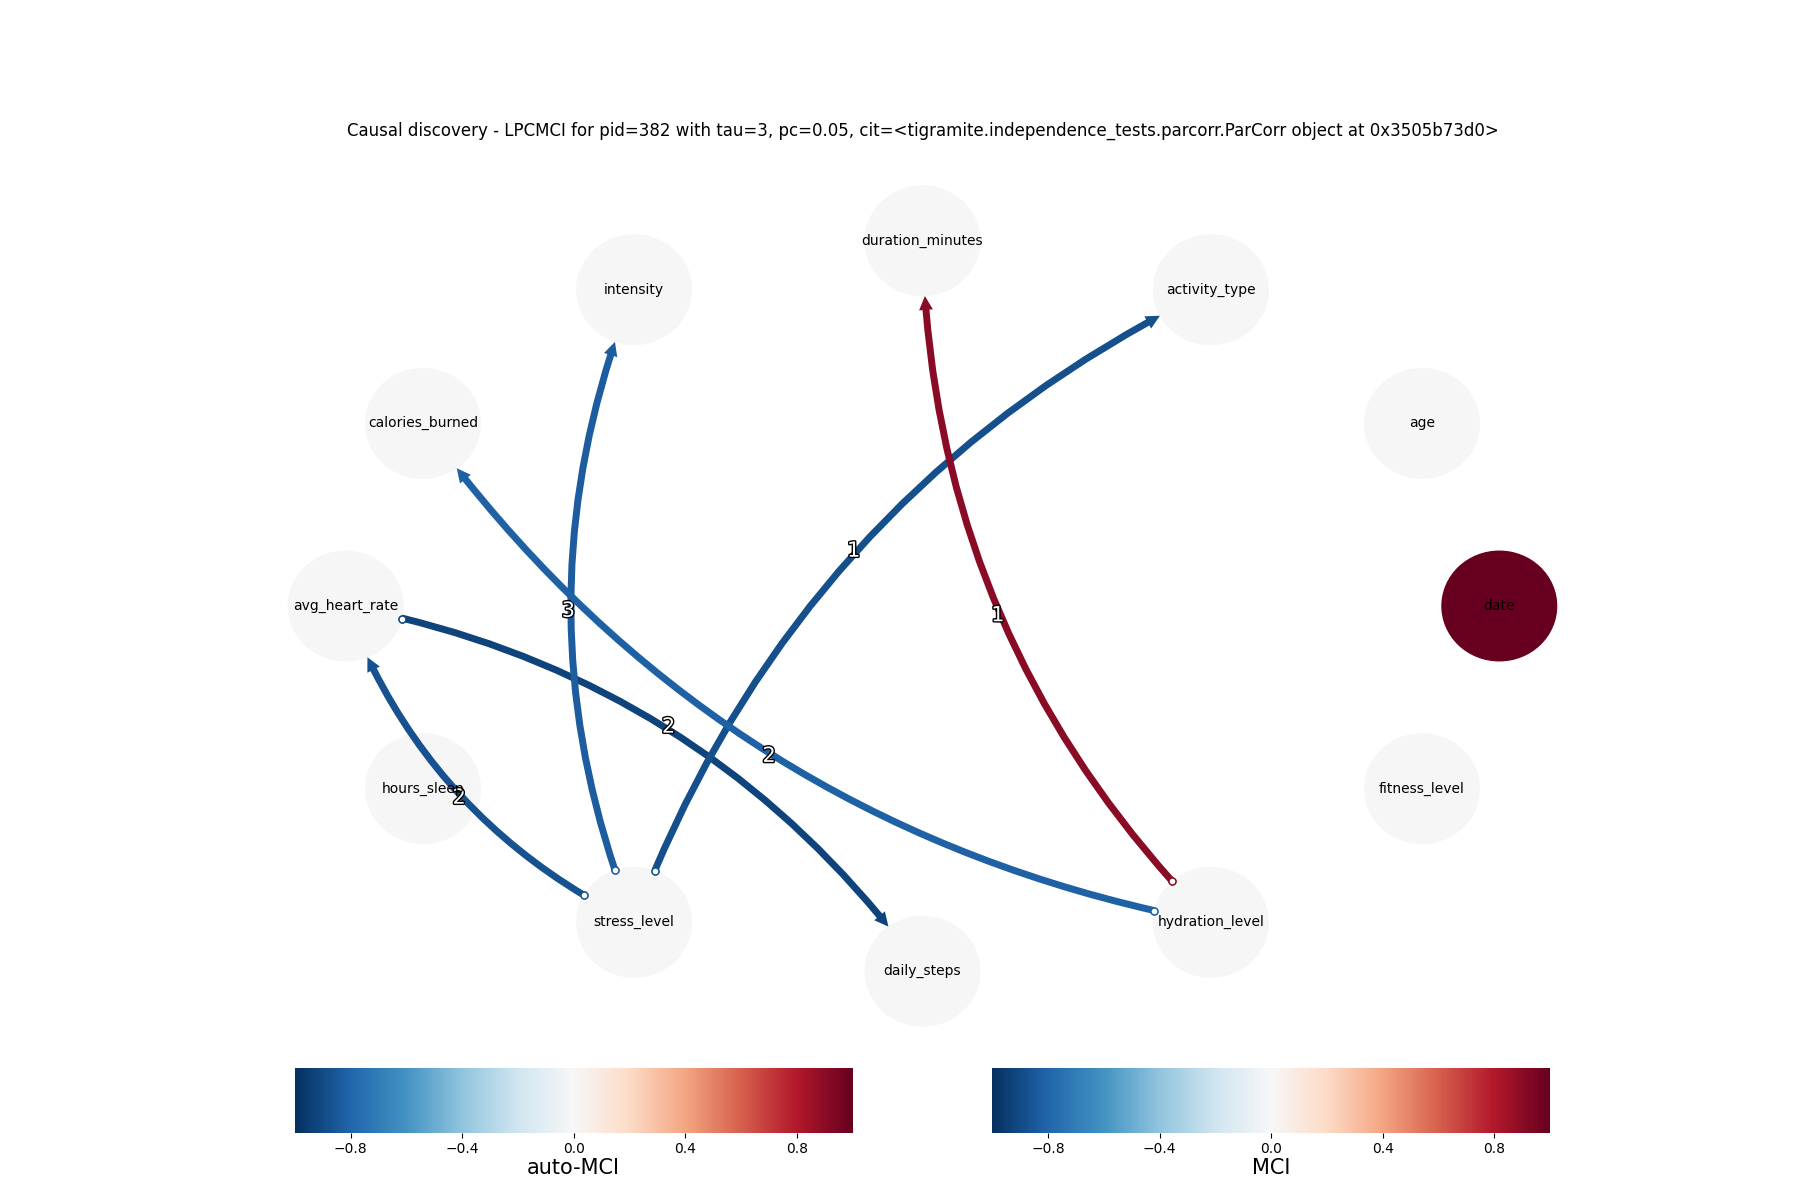 Causal discovery - LPCMCI for pid=382 with tau=3, pc=0.05, cit=<tigramite.independence_tests.parcorr.ParCorr object at 0x3505b73d0>
duration_minutes
intensity
activity_type
calories_burned
age
1
avg_heart_rate
3
1
date
2
2
hours_sleep
2
fitness_level
stress_level
hydration_level
daily_steps
−0.8 −0.4 0.0 0.4 0.8
auto-MCI
−0.8 −0.4 0.0 0.4 0.8
MCI